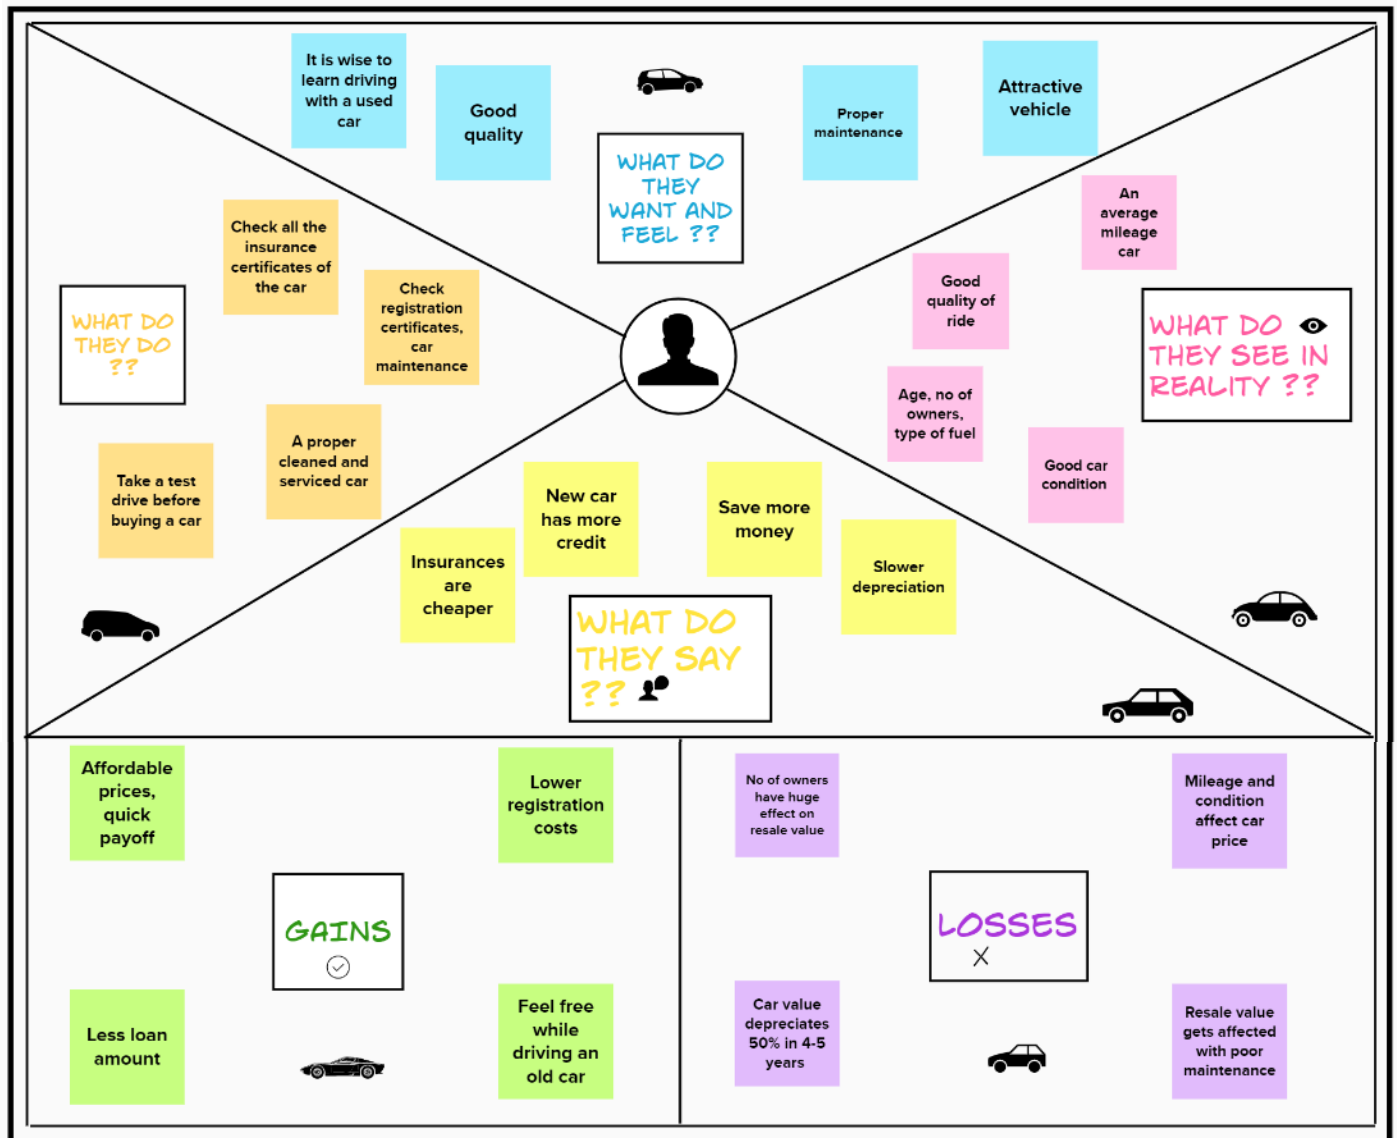 It is wise to
learn driving
with a used
car
Good
quality
WHAT DO
THEY
WANT AND
FEEL ??
Proper
maintenance
Attractive
vehicle
Check all the
insurance
certificates of
the car
Check
registration
certificates,
car
maintenance
WHAT DO
THEY DO
??
A proper
cleaned and
serviced car
Take a test
drive before
buying a car
An
average
mileage
car
Good
quality of
ride
WHAT DO
THEY SEE IN
REALITY ??
Age, no of
owners,
type of fuel
Good car
condition
Insurances
are
cheaper
New car
has more
credit
Save more
money
Slower
depreciation
WHAT DO
THEY SAY
??
Affordable
prices,
quick
payoff
Lower
registration
costs
GAINS
Less loan
amount
Feel free
while
driving an
old car
No of owners
have huge
effect on
resale value
Mileage and
condition
affect car
price
LOSSES
X
Car value
depreciates
50% in 4-5
years
Resale value
gets affected
with poor
maintenance